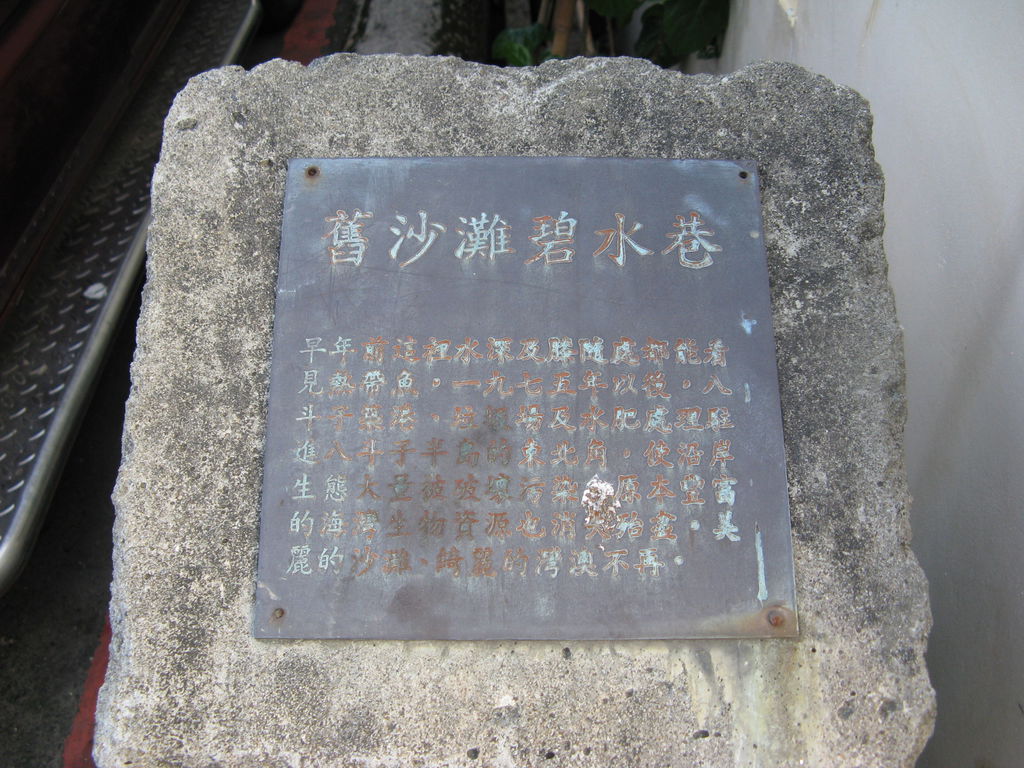 舊沙灘碧水巷
早年前這裡水深及膝隨處都能看
見熱帶魚，一九七五年以後，八
斗子築港，垃圾場及水肥處理駐
進八斗子半島的東北角，使沿岸
生態大量被破壞污染，原本豐富
的海灣生物資源也消失殆盡。美
麗的沙灘、綺麗的灣澳不再。